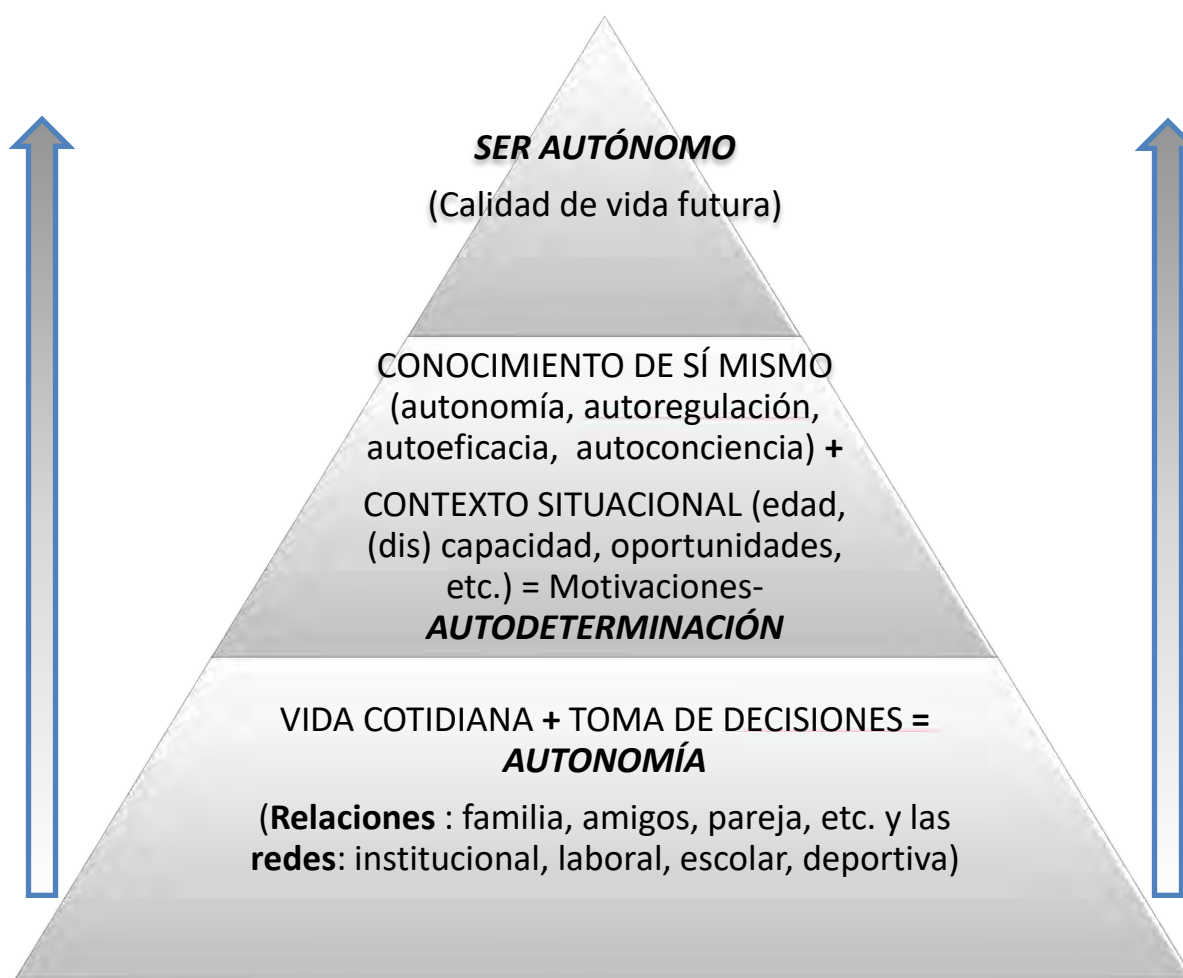 SER AUTÓNOMO
(Calidad de vida futura)
CONOCIMIENTO DE SÍ MISMO
(autonomía, autoregulación,
autoeficacia, autoconciencia) +
CONTEXTO SITUACIONAL (edad,
(dis) capacidad, oportunidades,
etc.) = Motivaciones-
AUTODETERMINACIÓN
VIDA COTIDIANA + TOMA DE DECISIONES =
AUTONOMÍA
(Relaciones : familia, amigos, pareja, etc. y las
redes: institucional, laboral, escolar, deportiva)